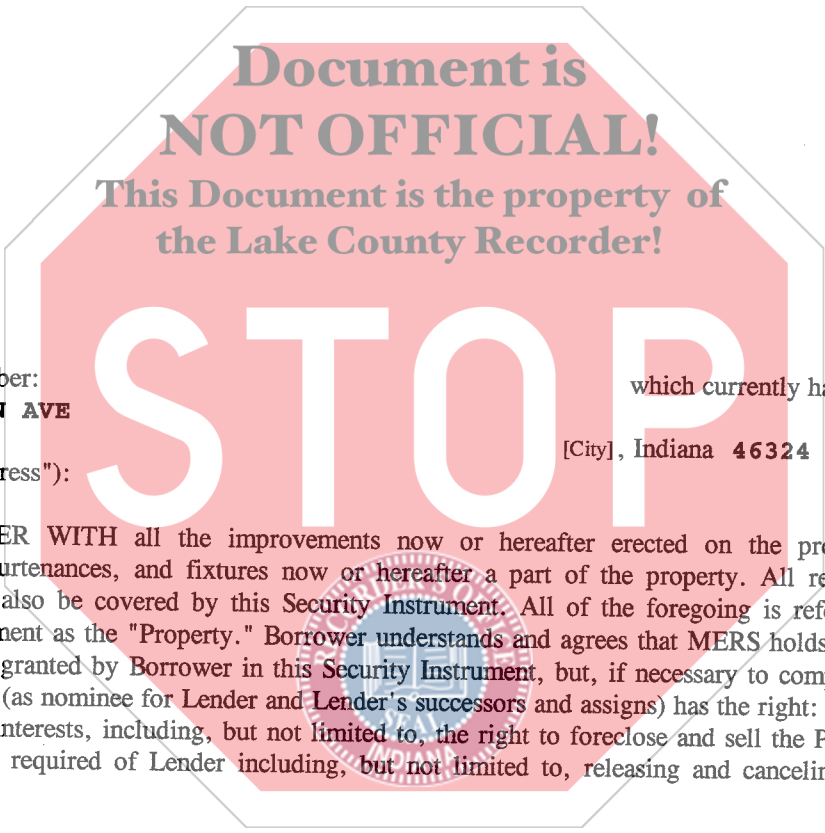 Document is
NOT OFFICIAL!
This Document is the property of
the Lake County Recorder!
STOP
ber:
which currently ha
AVE
[City], Indiana 46324
ress"):
ER WITH all the improvements now or hereafter erected on the pro
urtenances, and fixtures now or hereafter a part of the property. All re
also be covered by this Security Instrument. All of the foregoing is refe
ment as the "Property." Borrower understands and agrees that MERS holds
granted by Borrower in this Security Instrument, but, if necessary to com
(as nominee for Lender and Lender's successors and assigns) has the right:
nterests, including, but not limited to, the right to foreclose and sell the P
required of Lender including, but not limited to, releasing and cancelin
RECORDER'S OFFICE
SEAL
INDIANA